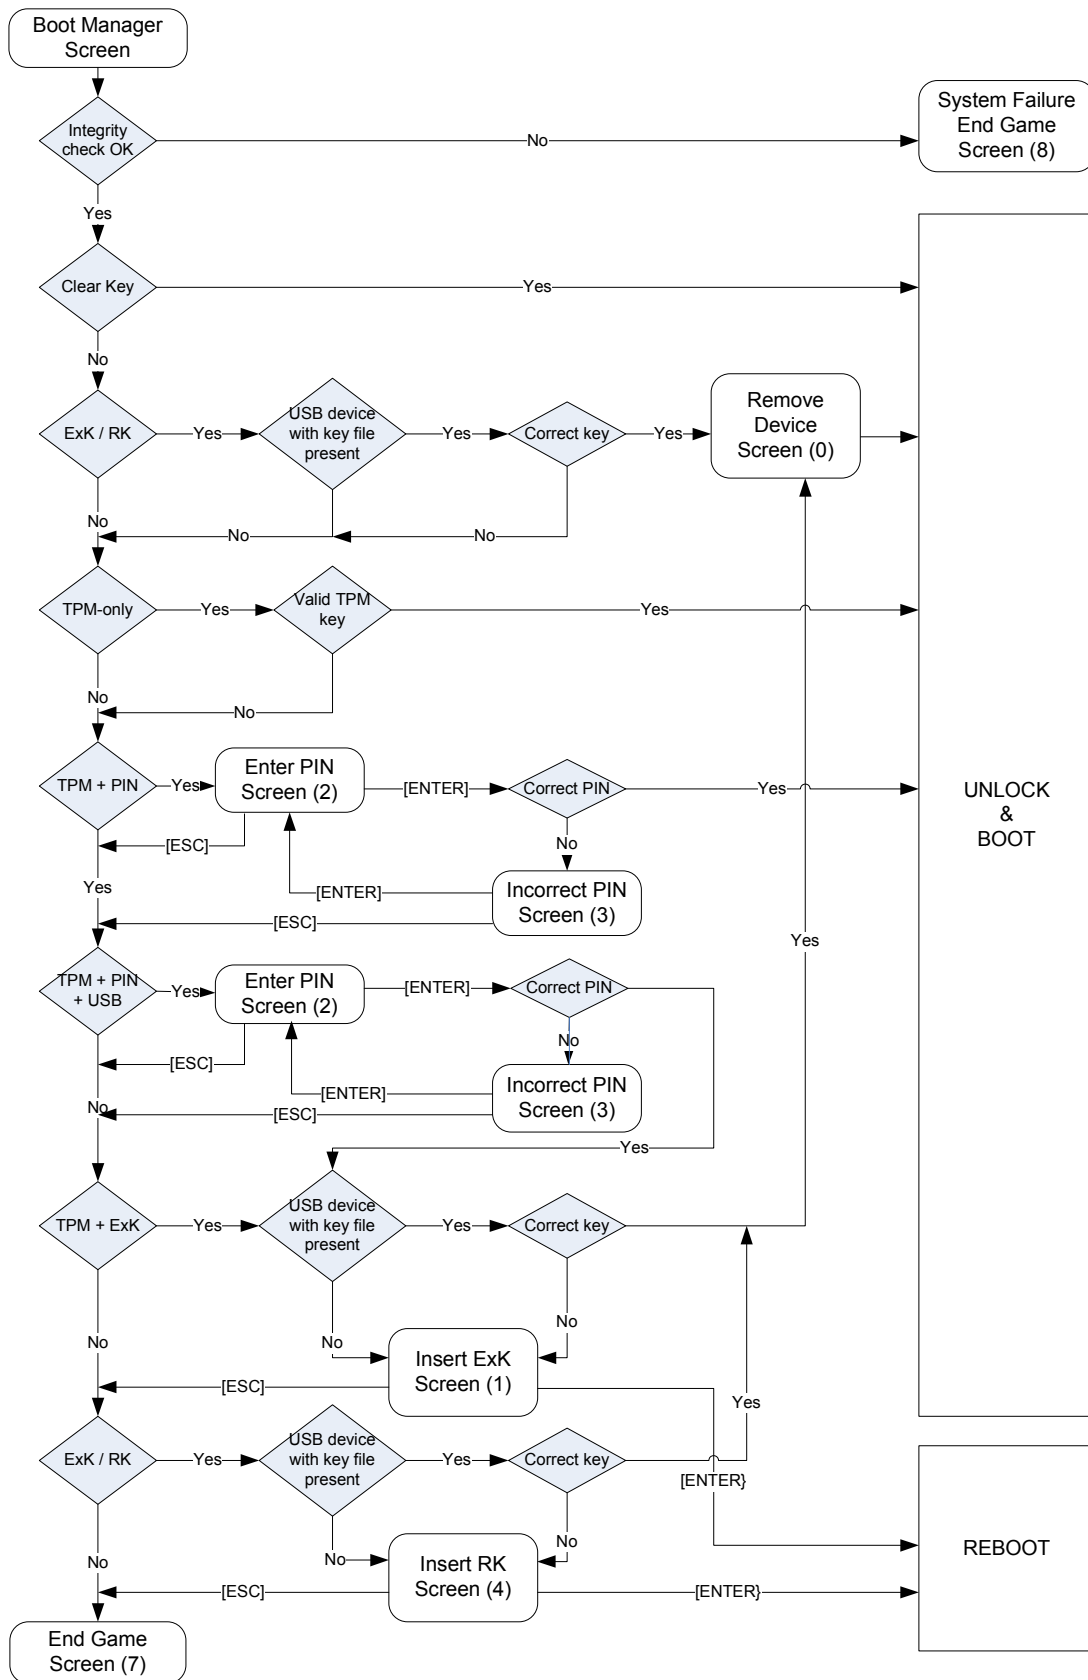 Boot Manager
Screen
System Failure
End Game
Screen (8)
Integrity
check OK
No
Yes
Clear Key
Yes
No
Remove
Device
Screen (0)
ExK / RK
Yes
USB device
with key file
present
Yes
Correct key
Yes
No
No
No
TPM-only
Yes
Valid TPM
key
Yes
No
No
TPM + PIN
Yes
Enter PIN
Screen (2)
[ENTER]
Correct PIN
Yes
UNLOCK
&
BOOT
[ESC]
No
Yes
[ENTER]
Incorrect PIN
Screen (3)
[ESC]
Yes
TPM + PIN
+ USB
Yes
Enter PIN
Screen (2)
[ENTER]
Correct PIN
No
[ESC]
[ENTER]
Incorrect PIN
Screen (3)
No
[ESC]
Yes
TPM + ExK
Yes
USB device
with key file
present
Yes
Correct key
No
No
No
Insert ExK
Screen (1)
[ESC]
Yes
ExK / RK
Yes
USB device
with key file
present
Yes
Correct key
[ENTER}
No
No
No
Insert RK
Screen (4)
REBOOT
[ESC]
[ENTER}
End Game
Screen (7)